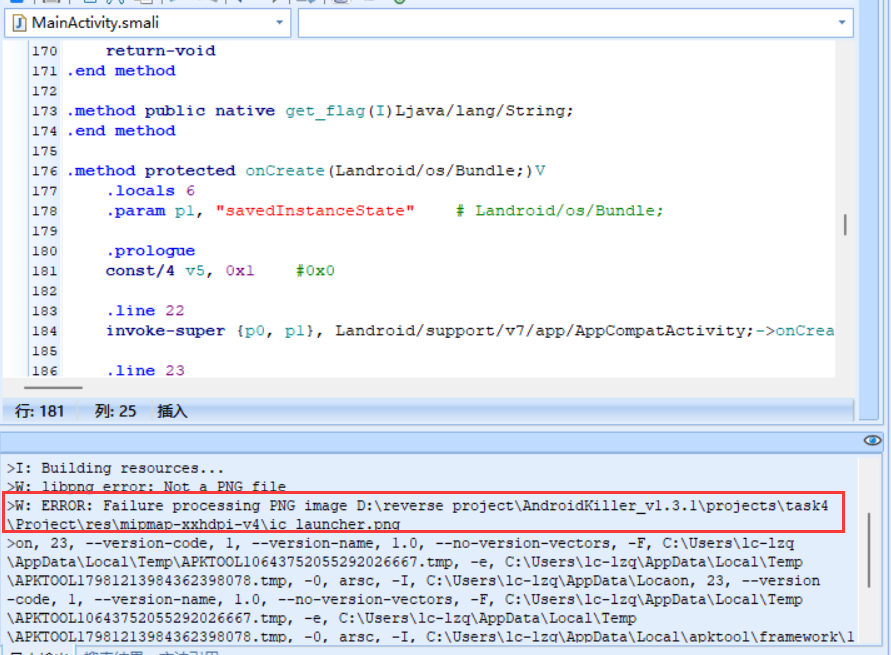 MainActivity.smali
170 return-void
171 .end method
172
173 .method public native get_flag(I)Ljava/lang/String;
174 .end method
175
176 .method protected onCreate(Landroid/os/Bundle;)V
177 .locals 6
178 .param p1, "savedInstanceState" # Landroid/os/Bundle;
179
180 .prologue
181 const/4 v5, 0x1 #0x0
182
183 .line 22
184 invoke-super {p0, p1}, Landroid/support/v7/app/AppCompatActivity;->onCrea
185
186 .line 23
行: 181 列: 25 插入
>I: Building resources...
>W: libpng error: Not a PNG file
>W: ERROR: Failure processing PNG image D:\reverse project\AndroidKiller_v1.3.1\projects\task4
\Project\res\mipmap-xxhdpi-v4\ic_launcher.png
>on, 23, --version-code, 1, --version-name, 1.0, --no-version-vectors, -F, C:\Users\lc-lzq
\AppData\Local\Temp\APKTOOL10643752055292026667.tmp, -e, C:\Users\lc-lzq\AppData\Local\Temp
\APKTOOL17981213984362398078.tmp, -0, arsc, -I, C:\Users\lc-lzq\AppData\Locaon, 23, --version
-code, 1, --version-name, 1.0, --no-version-vectors, -F, C:\Users\lc-lzq\AppData\Local\Temp
\APKTOOL10643752055292026667.tmp, -e, C:\Users\lc-lzq\AppData\Local\Temp
\APKTOOL17981213984362398078.tmp, -0, arsc, -I, C:\Users\lc-lzq\AppData\Local\apktool\framework\1